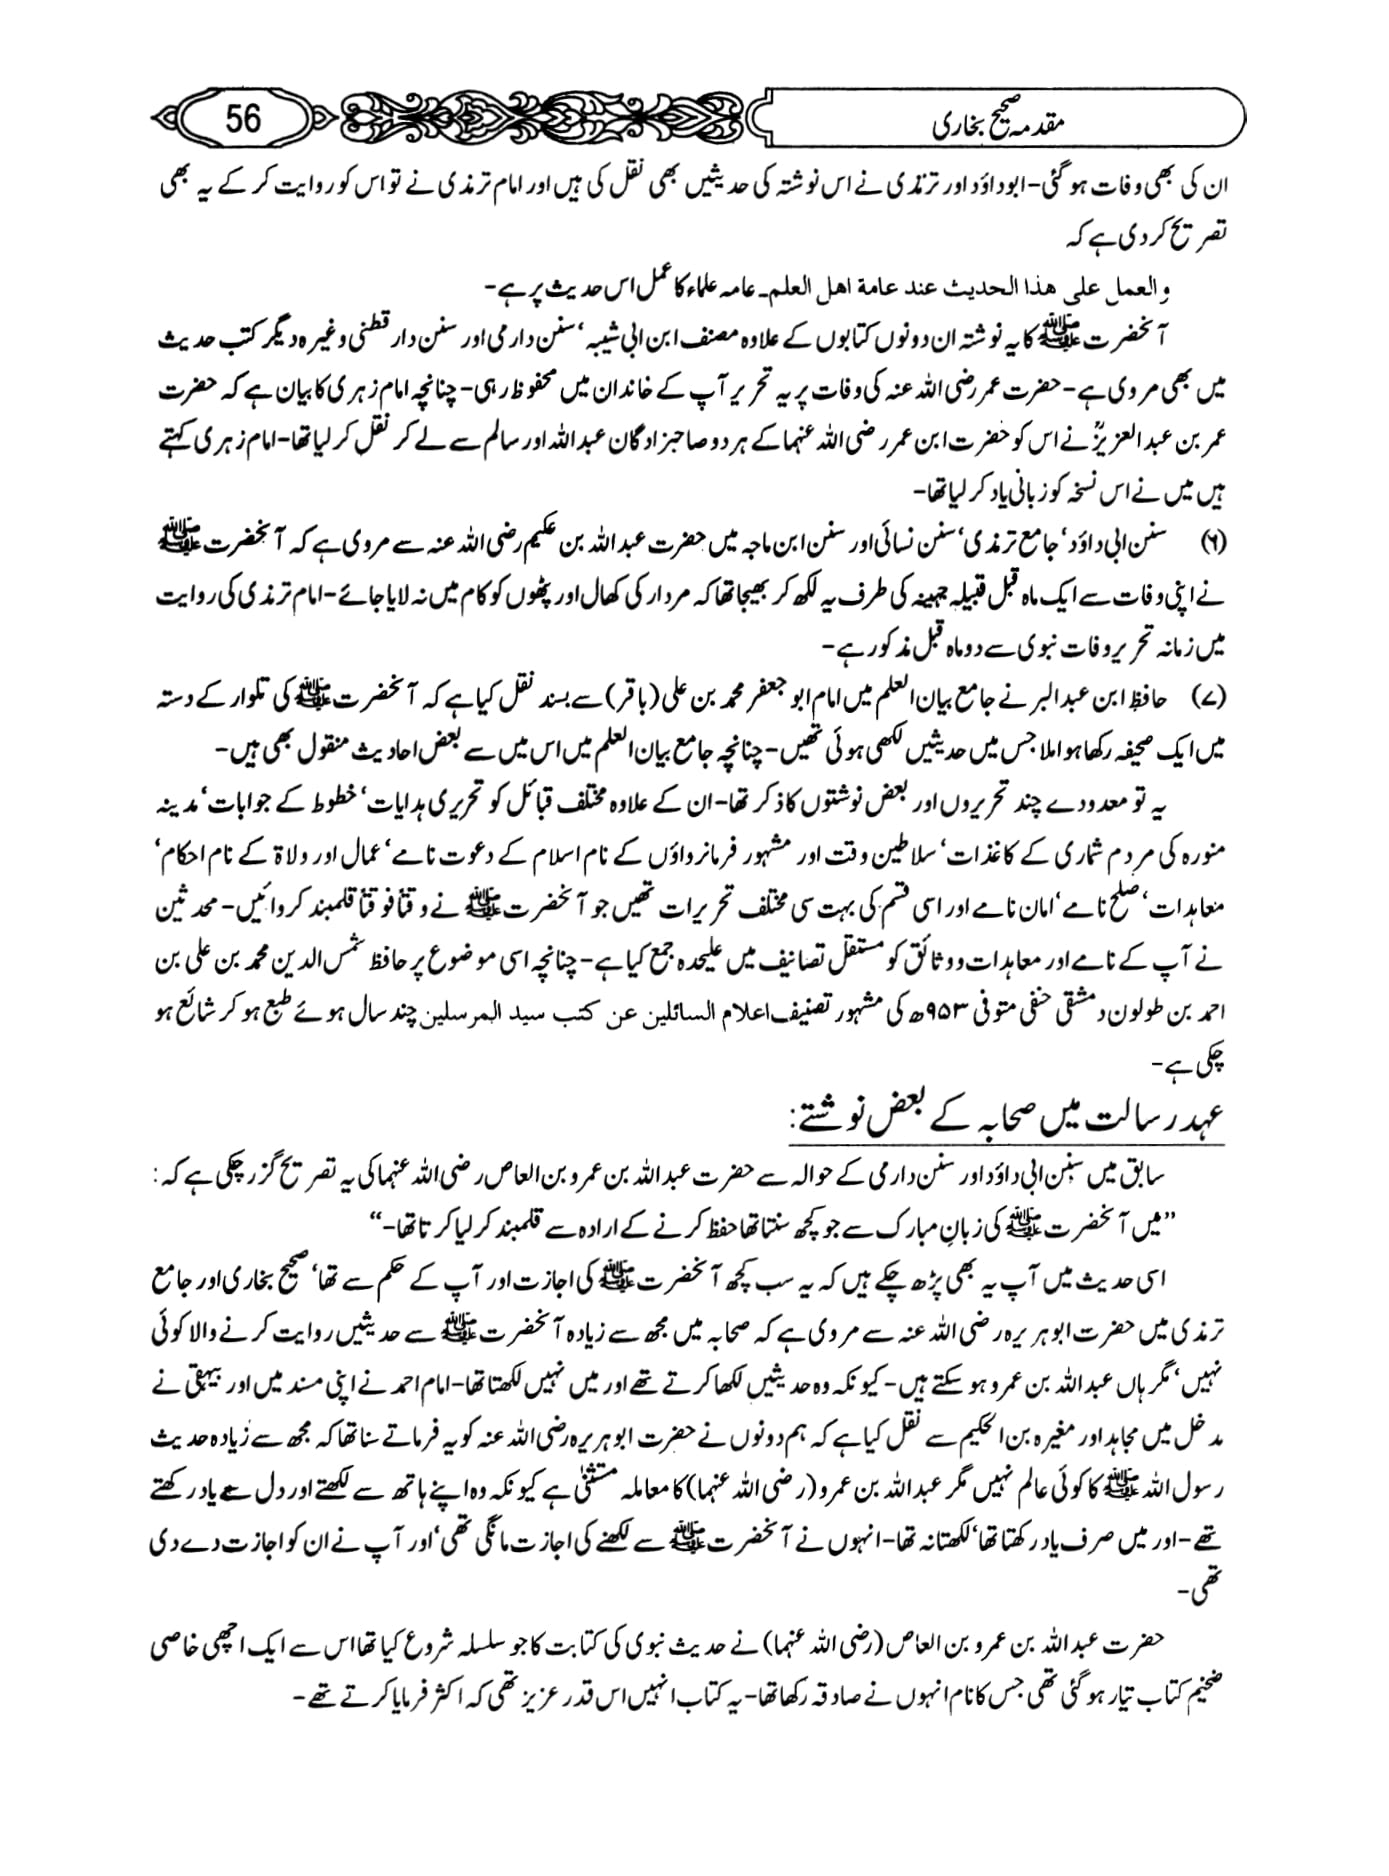 مقدمہ صحیح بخاری
56
ان کی بھی وفات ہو گئی-ابوداؤد اور ترمذی نے اس نوشتہ کی حدیثیں بھی نقل کی ہیں اور امام ترمذی نے تو اس کو روایت کر کے یہ بھی
تصریح کر دی ہے کہ
والعمل علی هذا الحدیث عند عامة اهل العلم۔ عامہ علماء کا عمل اس حدیث پر ہے-
آنحضرت ﷺ کا یہ نوشتہ ان دونوں کتابوں کے علاوہ مصنف ابن ابی شیبہ‘ سنن دارمی اور سنن دار قطنی وغیرہ دیگر کتب حدیث
میں بھی مروی ہے-حضرت عمر رضی اللہ عنہ کی وفات پر یہ تحریر آپ کے خاندان میں محفوظ رہی-چنانچہ امام زہری کا بیان ہے کہ حضرت
عمر بن عبد العزیزؒ نے اس کو حضرت ابن عمر رضی اللہ عنہما کے ہر دو صاحبزادگان عبداللہ اور سالم سے لے کر نقل کر لیا تھا-امام زہری کہتے
ہیں میں نے اس نسخہ کو زبانی یاد کر لیا تھا-
(۶) سنن ابی داؤد‘ جامع ترمذی‘ سنن نسائی اور سنن ابن ماجہ میں حضرت عبداللہ بن عکیم رضی اللہ عنہ سے مروی ہے کہ آنحضرت ﷺ
نے اپنی وفات سے ایک ماہ قبل قبیلہ جہینہ کی طرف یہ لکھ کر بھیجا تھا کہ مردار کی کھال اور پٹھوں کو کام میں نہ لایا جائے-امام ترمذی کی روایت
میں زمانہ تحریر وفات نبوی سے دو ماہ قبل مذکور ہے-
(۷) حافظ ابن عبدالبر نے جامع بیان العلم میں امام ابو جعفر محمد بن علی (باقر) سے بسند نقل کیا ہے کہ آنحضرت ﷺ کی تلوار کے دستہ
میں ایک صحیفہ رکھا ہوا ملا جس میں حدیثیں لکھی ہوئی تھیں-چنانچہ جامع بیان العلم میں اس میں سے بعض احادیث منقول بھی ہیں-
یہ تو معدودے چند تحریروں اور بعض نوشتوں کا ذکر تھا-ان کے علاوہ مختلف قبائل کو تحریری ہدایات‘ خطوط کے جوابات‘ مدینہ
منورہ کی مردم شماری کے کاغذات‘ سلاطین وقت اور مشہور فرمانرواؤں کے نام اسلام کے دعوت نامے‘ عمال اور ولاۃ کے نام احکام‘
معاہدات‘ صلح نامے‘ امان نامے اور اسی قسم کی بہت سی مختلف تحریرات تھیں جو آنحضرت ﷺ نے وقتاً فوقتاً قلمبند کروائیں-محدثین
نے آپ کے نامے اور معاہدات و وثائق کو مستقل تصانیف میں علیحدہ جمع کیا ہے-چنانچہ اسی موضوع پر حافظ شمس الدین محمد بن علی بن
احمد بن طولون دمشقی حنفی متوفی ۹۵۳ھ کی مشہور تصنیف اعلام السائلین عن کتب سید المرسلین چند سال ہوئے طبع ہو کر شائع ہو
چکی ہے-
عہد رسالت میں صحابہ کے بعض نوشتے:
سابق میں سنن ابی داؤد اور سنن دارمی کے حوالہ سے حضرت عبداللہ بن عمرو بن العاص رضی اللہ عنہما کی یہ تصریح گزر چکی ہے کہ:
”میں آنحضرت ﷺ کی زبانِ مبارک سے جو کچھ سنتا تھا حفظ کرنے کے ارادہ سے قلمبند کر لیا کرتا تھا-“
اسی حدیث میں آپ یہ بھی پڑھ چکے ہیں کہ یہ سب کچھ آنحضرت ﷺ کی اجازت اور آپ کے حکم سے تھا‘ صحیح بخاری اور جامع
ترمذی میں حضرت ابو ہریرہ رضی اللہ عنہ سے مروی ہے کہ صحابہ میں مجھ سے زیادہ آنحضرت ﷺ سے حدیثیں روایت کرنے والا کوئی
نہیں‘ مگر ہاں عبداللہ بن عمرو ہو سکتے ہیں-کیونکہ وہ حدیثیں لکھا کرتے تھے اور میں نہیں لکھتا تھا-امام احمد نے اپنی مسند میں اور بیہقی نے
مدخل میں مجاہد اور مغیرہ بن الحکیم سے نقل کیا ہے کہ ہم دونوں نے حضرت ابو ہریرہ رضی اللہ عنہ کو یہ فرماتے سنا تھا کہ مجھ سے زیادہ حدیث
رسول اللہ ﷺ کا کوئی عالم نہیں مگر عبداللہ بن عمرو (رضی اللہ عنہما) کا معاملہ مستثنیٰ ہے کیونکہ وہ اپنے ہاتھ سے لکھتے اور دل سے یاد رکھتے
تھے-اور میں صرف یاد رکھتا تھا‘ لکھتا نہ تھا-انہوں نے آنحضرت ﷺ سے لکھنے کی اجازت مانگی تھی‘ اور آپ نے ان کو اجازت دے دی
تھی-
حضرت عبداللہ بن عمرو بن العاص (رضی اللہ عنہما) نے حدیث نبوی کی کتابت کا جو سلسلہ شروع کیا تھا اس سے ایک اچھی خاصی
ضخیم کتاب تیار ہو گئی تھی جس کا نام انہوں نے صادقہ رکھا تھا-یہ کتاب انہیں اس قدر عزیز تھی کہ اکثر فرمایا کرتے تھے-